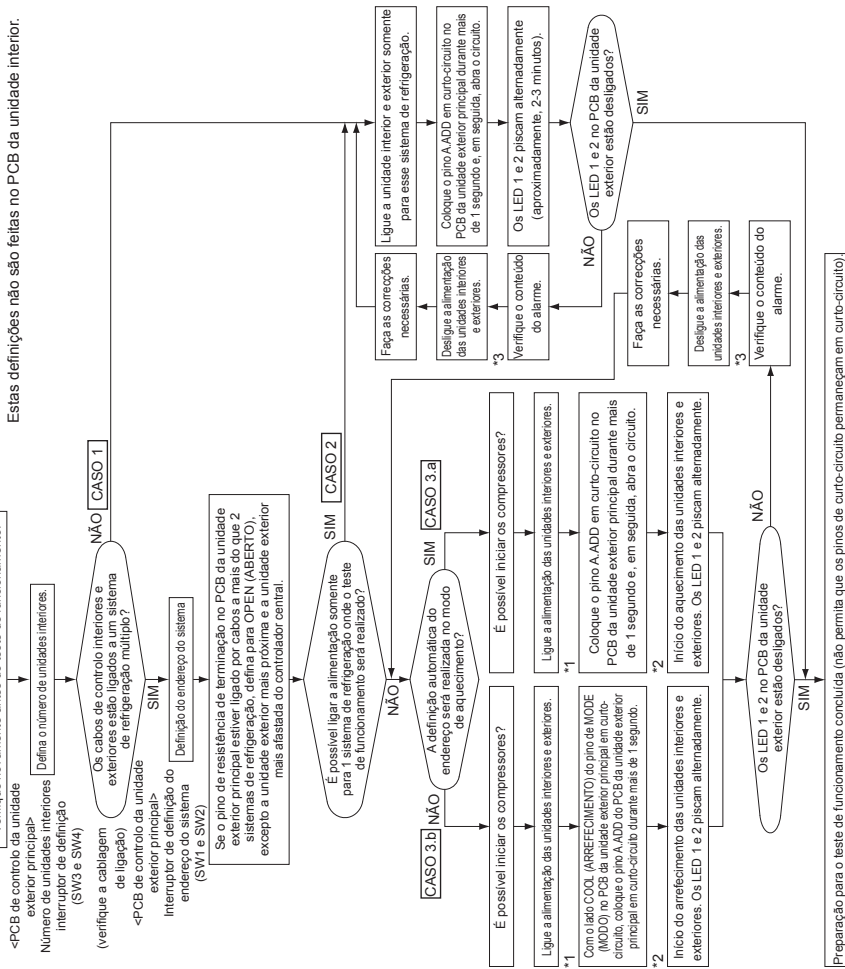 Estas definições não são feitas no PCB da unidade interior.
<PCB de controlo da unidade
exterior principal>
Número de unidades interiores
interruptor de definição
(SW3 e SW4)
Defina o número de unidades interiores.
(verifique a cablagem
de ligação)
Os cabos de controlo interiores e
exteriores estão ligados a um sistema
de refrigeração múltiplo?
NÃO
CASO 1
SIM
<PCB de controlo da unidade
exterior principal>
Interruptor de definição do
endereço do sistema
(SW1 e SW2)
Definição do endereço do sistema
Se o pino de resistência de terminação no PCB da unidade
exterior principal estiver ligado por cabos a mais do que 2
sistemas de refrigeração, defina para OPEN (ABERTO),
excepto a unidade exterior mais próxima e a unidade exterior
mais afastada do controlador central.
É possível ligar a alimentação somente
para 1 sistema de refrigeração onde o teste
de funcionamento será realizado?
SIM
CASO 2
NÃO
A definição automática do
endereço será realizada no modo
de aquecimento?
CASO 3.b
NÃO
SIM
CASO 3.a
É possível iniciar os compressores?
É possível iniciar os compressores?
*1
Ligue a alimentação das unidades interiores e exteriores.
*1
Ligue a alimentação das unidades interiores e exteriores.
Com o lado COOL (ARREFECIMENTO) do pino de MODE
(MODO) no PCB da unidade exterior principal em curto-
circuito, coloque o pino A.ADD do PCB da unidade exterior
principal em curto-circuito durante mais de 1 segundo.
Coloque o pino A.ADD em curto-circuito no
PCB da unidade exterior principal durante mais
de 1 segundo e, em seguida, abra o circuito.
*2
Início do arrefecimento das unidades interiores e
exteriores. Os LED 1 e 2 piscam alternadamente.
*2
Início do aquecimento das unidades interiores e
exteriores. Os LED 1 e 2 piscam alternadamente.
Os LED 1 e 2 no PCB da unidade
exterior estão desligados?
NÃO
SIM
Faça as correcções
necessárias.
Desligue a alimentação das
unidades interiores e exteriores.
*3
Verifique o conteúdo do
alarme.
Ligue a unidade interior e exterior somente
para esse sistema de refrigeração.
Coloque o pino A.ADD em curto-circuito no
PCB da unidade exterior principal durante mais
de 1 segundo e, em seguida, abra o circuito.
Os LED 1 e 2 piscam alternadamente
(aproximadamente, 2-3 minutos).
Os LED 1 e 2 no PCB da unidade
exterior estão desligados?
NÃO
SIM
Faça as correcções
necessárias.
Desligue a alimentação
das unidades interiores
e exteriores.
*3
Verifique o conteúdo
do alarme.
Preparação para o teste de funcionamento concluída (não permita que os pinos de curto-circuito permaneçam em curto-circuito).